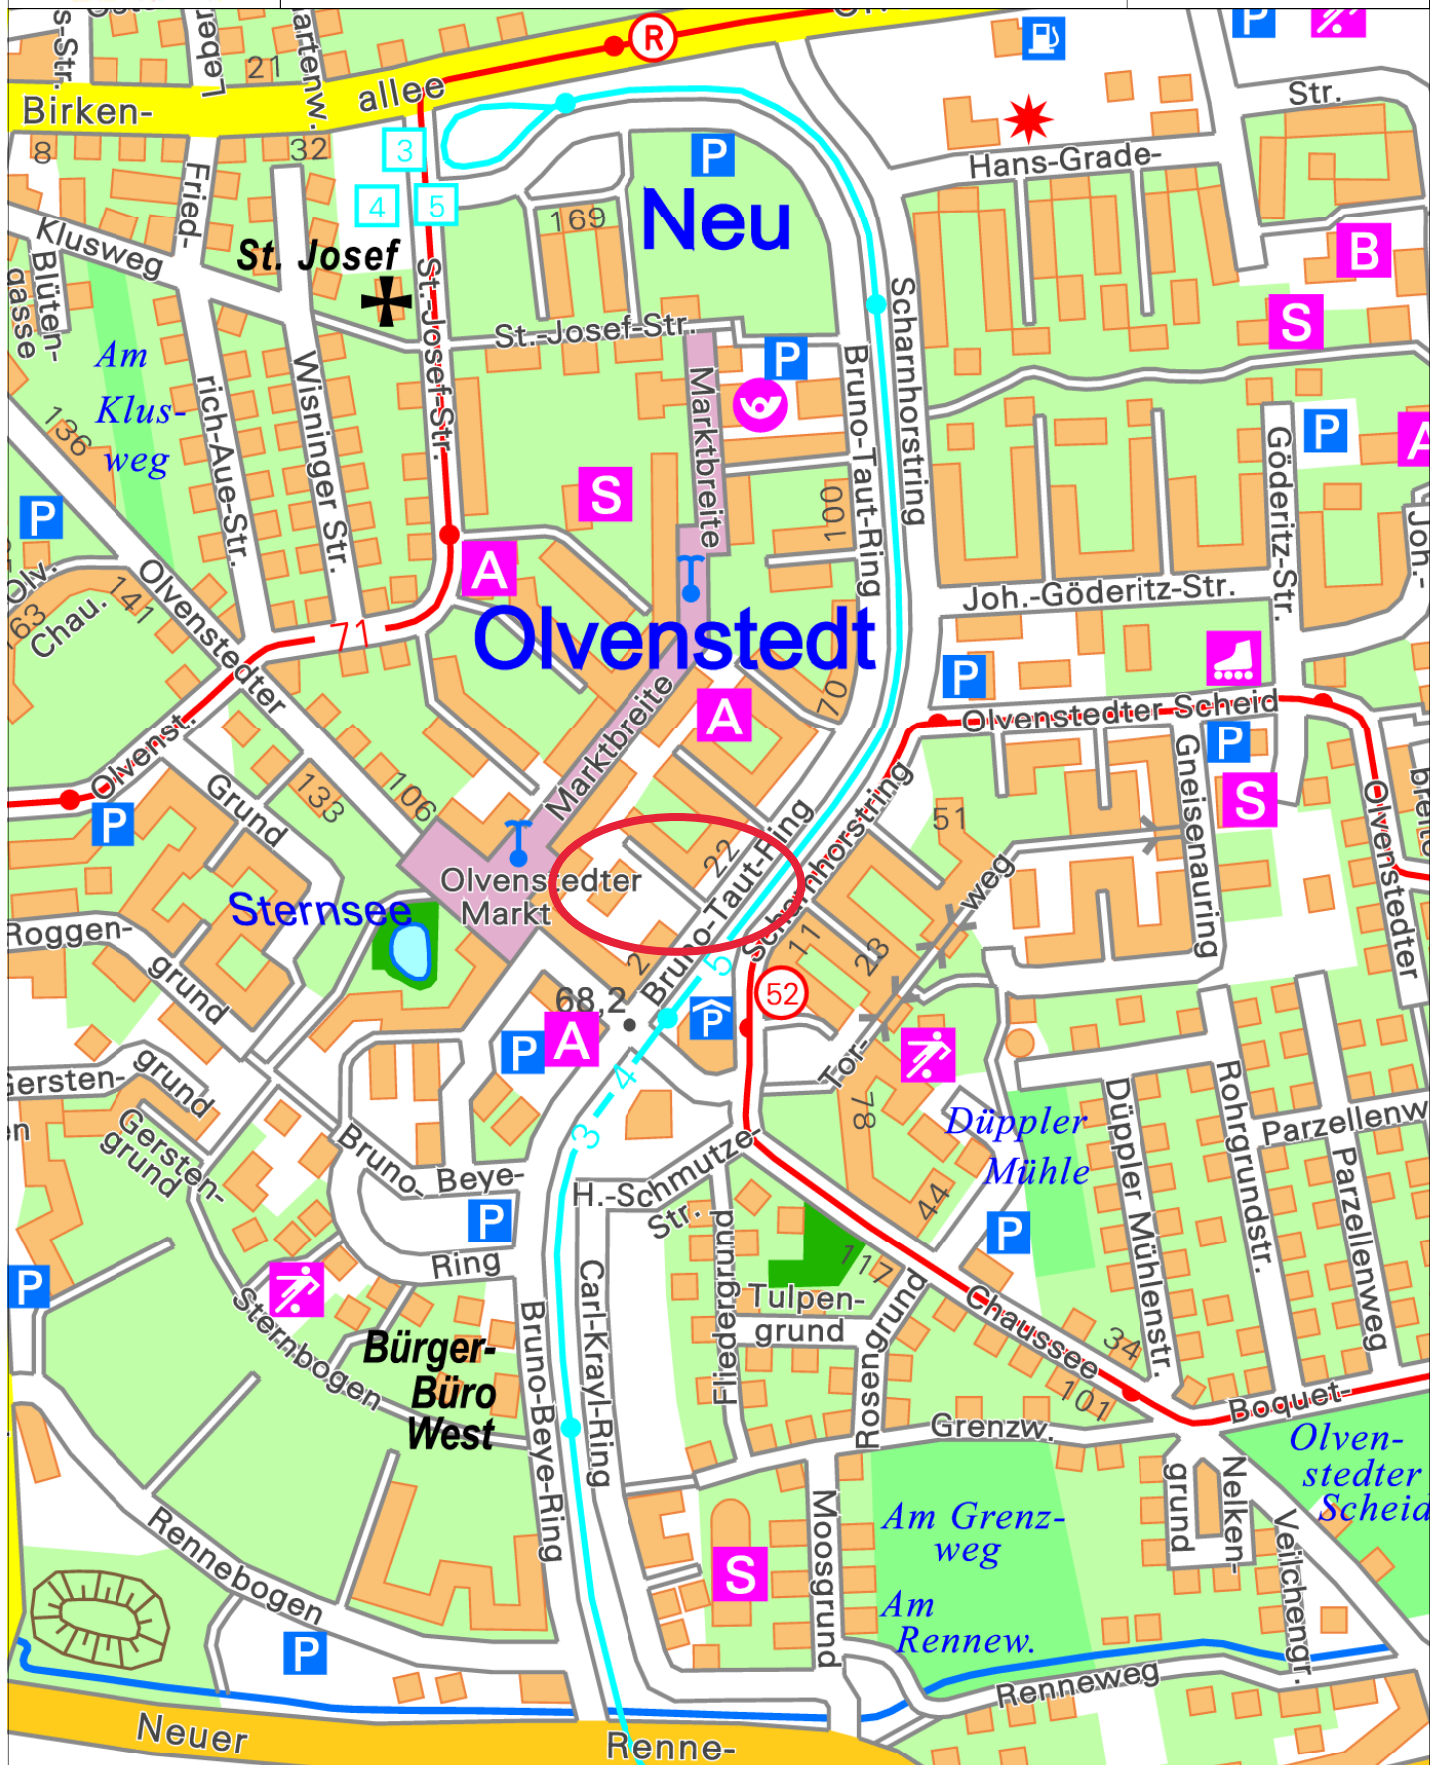 s-Str.
Leber
artenw.
21
R
P
Birken-
allee
Str.
8
32
3
4
5
P
Neu
169
Hans-Grade-
Fried-
Klusweg
Blüten-
gasse
St. Josef
St.-Josef-Str.
St.-Josef-Str.
B
S
Am
Klus-
weg
136
rich-Aue-Str.
Wisninger Str.
Marktbreite
P
Bruno-Taut-Ring
Scharnhorstring
100
P
A
Göderitz-Str.
Joh.-
P
S
A
Olv.
Chau.
163
141
Olvenstedter
71
Olvenstedt
Joh.-Göderitz-Str.
P
A
70
Olvenstedter Scheid
P
Gneisenauring
S
Olvenst.
P
Grund
133
106
Marktbreite
22
51
breite
Olvenstedter
Olvenstedter
Markt
Bruno-Taut-Ring
Scharnhorstring
weg
Sternsee
Roggen-
grund
2
5
11
23
68,2
52
P
A
P
4
3
Tor-
78
Gersten-
grund
Gersten-
grund
en
Düppler
Mühle
Düppler Mühlenstr.
Rohrgrundstr.
Parzellenw
Parzellenweg
Bruno-
Beye-
Ring
P
H.-Schmutze-
Str.
44
P
117
Fliedergrund
Tulpen-
grund
Rosengrund
Chaussee
34
101
P
Sternbogen
Bürger-
Büro
West
Bruno-Beye-Ring
Carl-Krayl-Ring
Grenzw.
Boquet-
Olven-
stedter
Scheid
grund
Nelken-
Veilchengr.
Rennebogen
P
S
Moosgrund
Am Grenz-
weg
Am
Rennew.
Renneweg
Neuer
Renne-